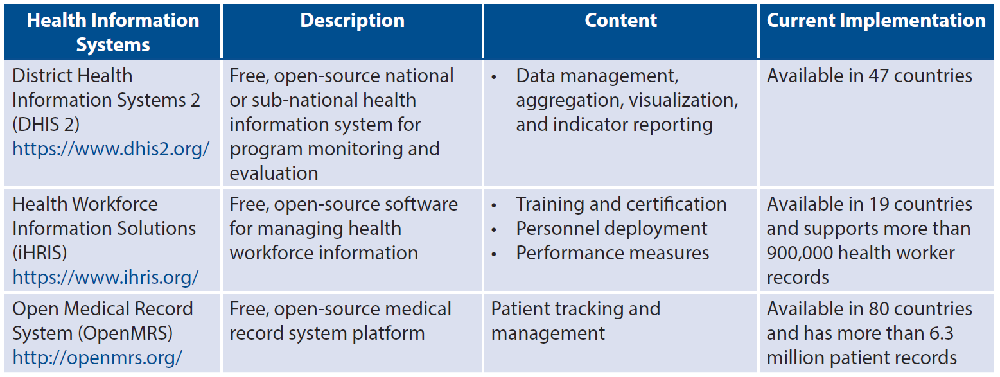 Health Information
Systems
Description
Content
Current Implementation
District Health
Information Systems 2
(DHIS 2)
https://www.dhis2.org/
Free, open-source national
or sub-national health
information system for
program monitoring and
evaluation
• Data management,
aggregation, visualization,
and indicator reporting
Available in 47 countries
Health Workforce
Information Solutions
(iHRIS)
https://www.ihris.org/
Free, open-source software
for managing health
workforce information
• Training and certification
• Personnel deployment
• Performance measures
Available in 19 countries
and supports more than
900,000 health worker
records
Open Medical Record
System (OpenMRS)
http://openmrs.org/
Free, open-source medical
record system platform
Patient tracking and
management
Available in 80 countries
and has more than 6.3
million patient records